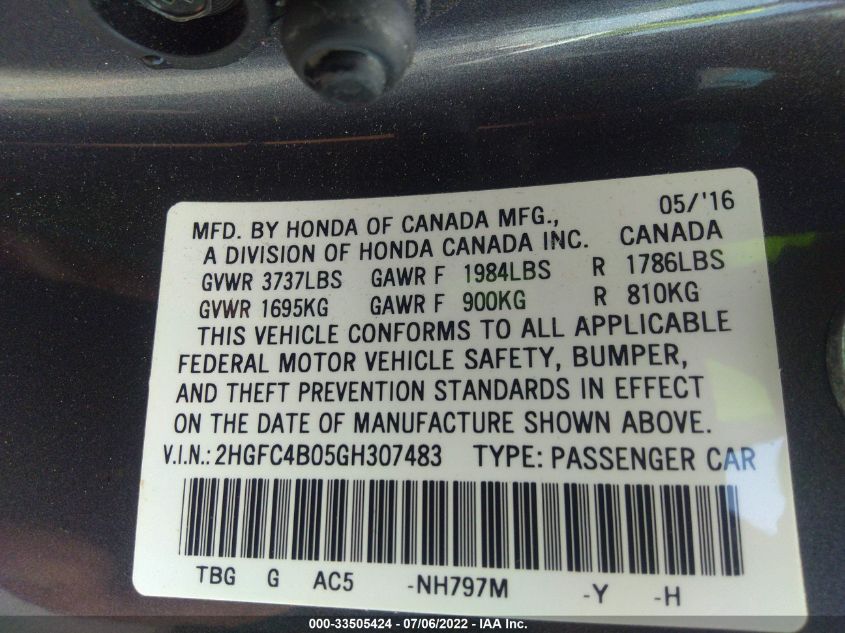 05/'16
MFD. BY HONDA OF CANADA MFG.,
A DIVISION OF HONDA CANADA INC. CANADA
GVWR 3737LBS GAWR F 1984LBS R 1786LBS
GVWR 1695KG GAWR F 900KG R 810KG
THIS VEHICLE CONFORMS TO ALL APPLICABLE
FEDERAL MOTOR VEHICLE SAFETY, BUMPER,
AND THEFT PREVENTION STANDARDS IN EFFECT
ON THE DATE OF MANUFACTURE SHOWN ABOVE.
V.I.N.: 2HGFC4B05GH307483 TYPE: PASSENGER CAR
TBG G AC5 -NH797M -Y -H
000-33505424 - 07/06/2022 - IAA Inc.